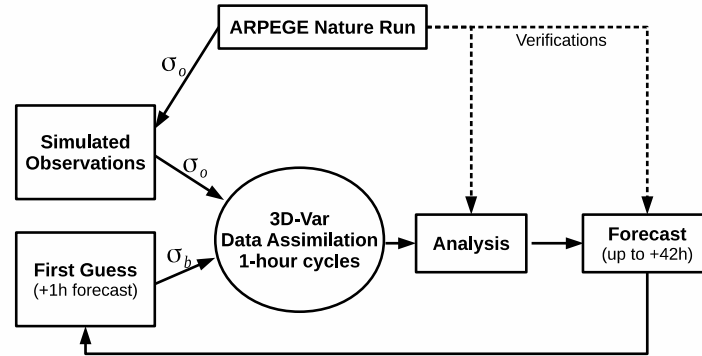 ARPEGE Nature Run
Verifications
σo
Simulated
Observations
σo
3D-Var
Data Assimilation
1-hour cycles
First Guess
(+1h forecast)
σb
Analysis
Forecast
(up to +42h)